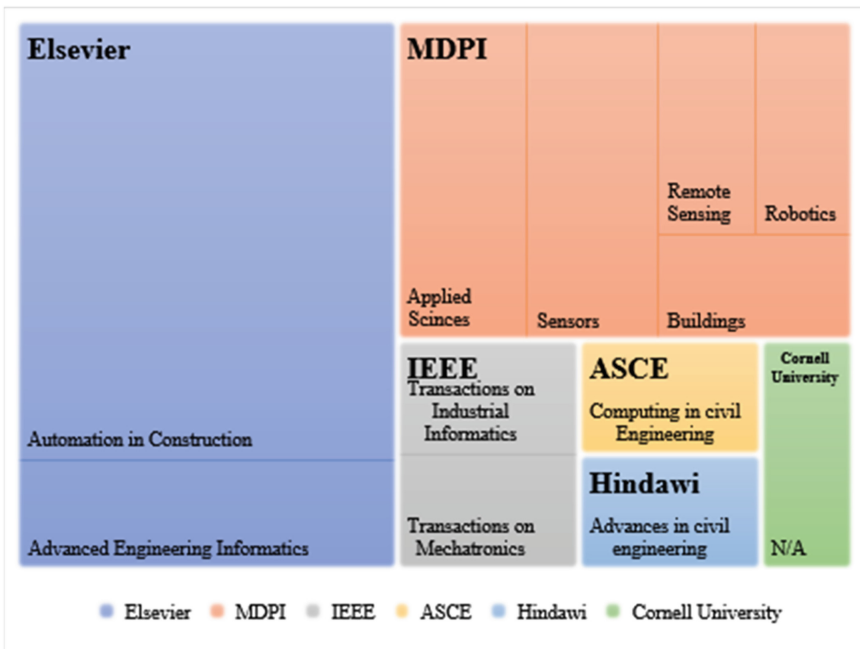 Elsevier
Automation in Construction
Advanced Engineering Informatics
MDPI
Applied
Scinces
Sensors
Remote
Sensing
Robotics
Buildings
IEEE
Transactions on
Industrial
Informatics
Transactions on
Mechatronics
ASCE
Computing in civil
Engineering
Hindawi
Advances in civil
engineering
Cornell
University
N/A
Elsevier MDPI IEEE ASCE Hindawi Cornell University